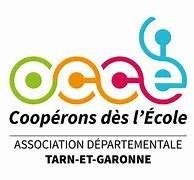 occe
Coopérons dès l'École
ASSOCIATION DÉPARTEMENTALE
TARN-ET-GARONNE